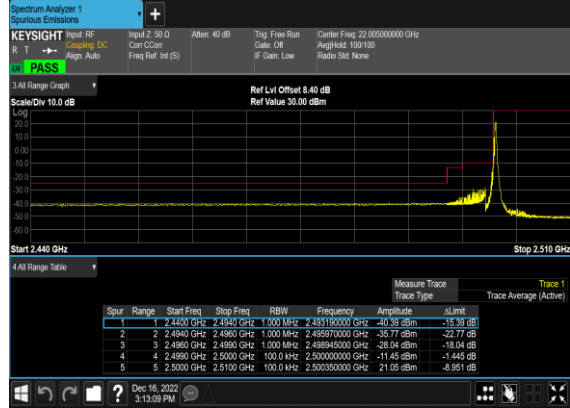 Spectrum Analyzer 1
Spurious Emissions
KEYSIGHT Input: RF Input Z: 50 Ω Atten: 40 dB Trig: Free Run Center Freq: 22.005000000 GHz
R T Coupling: DC Corr CCorr Gate: Off Avg|Hold: 100/100
Align: Auto Freq Ref: Int (S) IF Gain: Low Radio Std: None
LW PASS
3 All Range Graph
Ref Lvl Offset 8.40 dB
Scale/Div 10.0 dB Ref Value 30.00 dBm
Log
20.0
10.0
0.00
-10.0
-20.0
-30.0
-40.0
-50.0
-60.0
Start 2.440 GHz Stop 2.510 GHz
4 All Range Table
Measure Trace Trace 1
Trace Type Trace Average (Active)
Spur Range Start Freq Stop Freq RBW Frequency Amplitude ΔLimit
1 1 2.4400 GHz 2.4940 GHz 1.000 MHz 2.493190000 GHz -40.39 dBm -15.39 dB
2 2 2.4940 GHz 2.4960 GHz 1.000 MHz 2.495970000 GHz -35.77 dBm -22.77 dB
3 3 2.4960 GHz 2.4990 GHz 1.000 MHz 2.498945000 GHz -28.04 dBm -18.04 dB
4 4 2.4990 GHz 2.5000 GHz 100.0 kHz 2.500000000 GHz -11.45 dBm -1.445 dB
5 5 2.5000 GHz 2.5100 GHz 100.0 kHz 2.500350000 GHz 21.05 dBm -8.951 dB
? Dec 16, 2022
3:13:09 PM